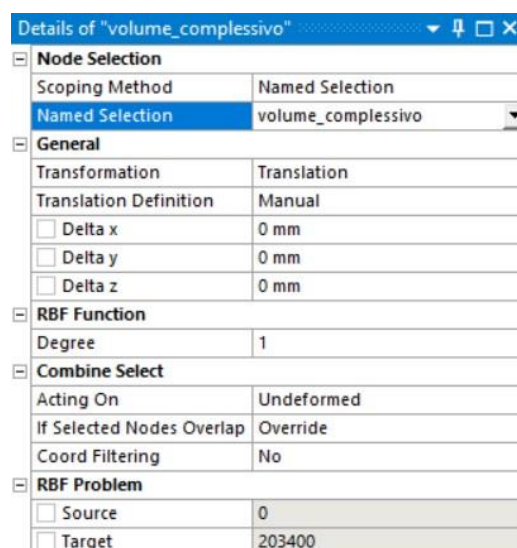 Details of "volume_complessivo"
Node Selection
Scoping Method Named Selection
Named Selection volume_complessivo
General
Transformation Translation
Translation Definition Manual
Delta x 0 mm
Delta y 0 mm
Delta z 0 mm
RBF Function
Degree 1
Combine Select
Acting On Undeformed
If Selected Nodes Overlap Override
Coord Filtering No
RBF Problem
Source 0
Target 203400